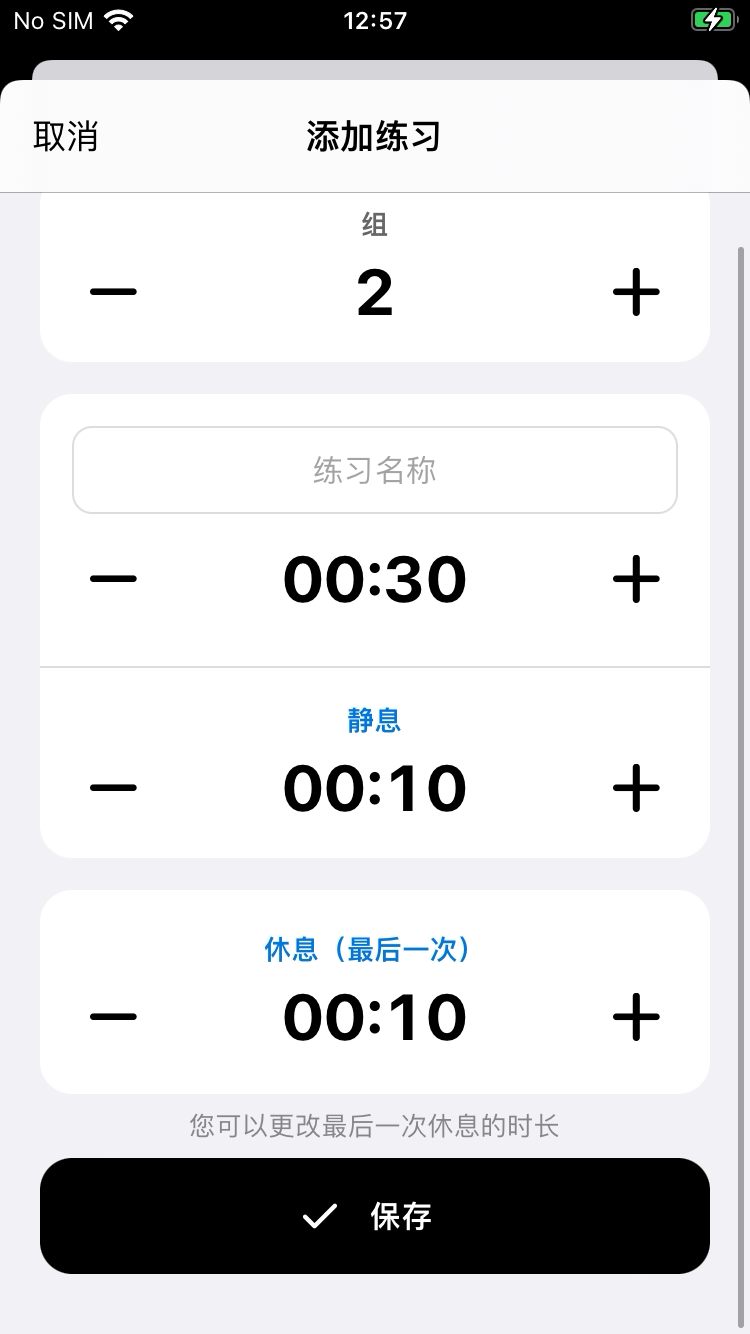 No SIM 12:57
取消 添加练习
组
2
练习名称
00:30
静息
00:10
休息（最后一次）
00:10
您可以更改最后一次休息的时长
保存